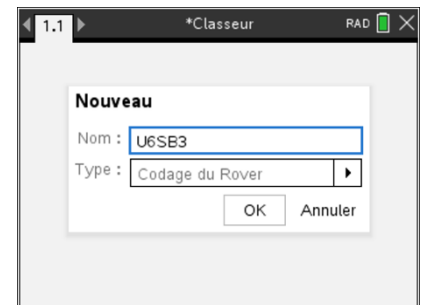 1.1 *Classeur RAD
Nouveau
Nom : U6SB3
Type : Codage du Rover
OK Annuler